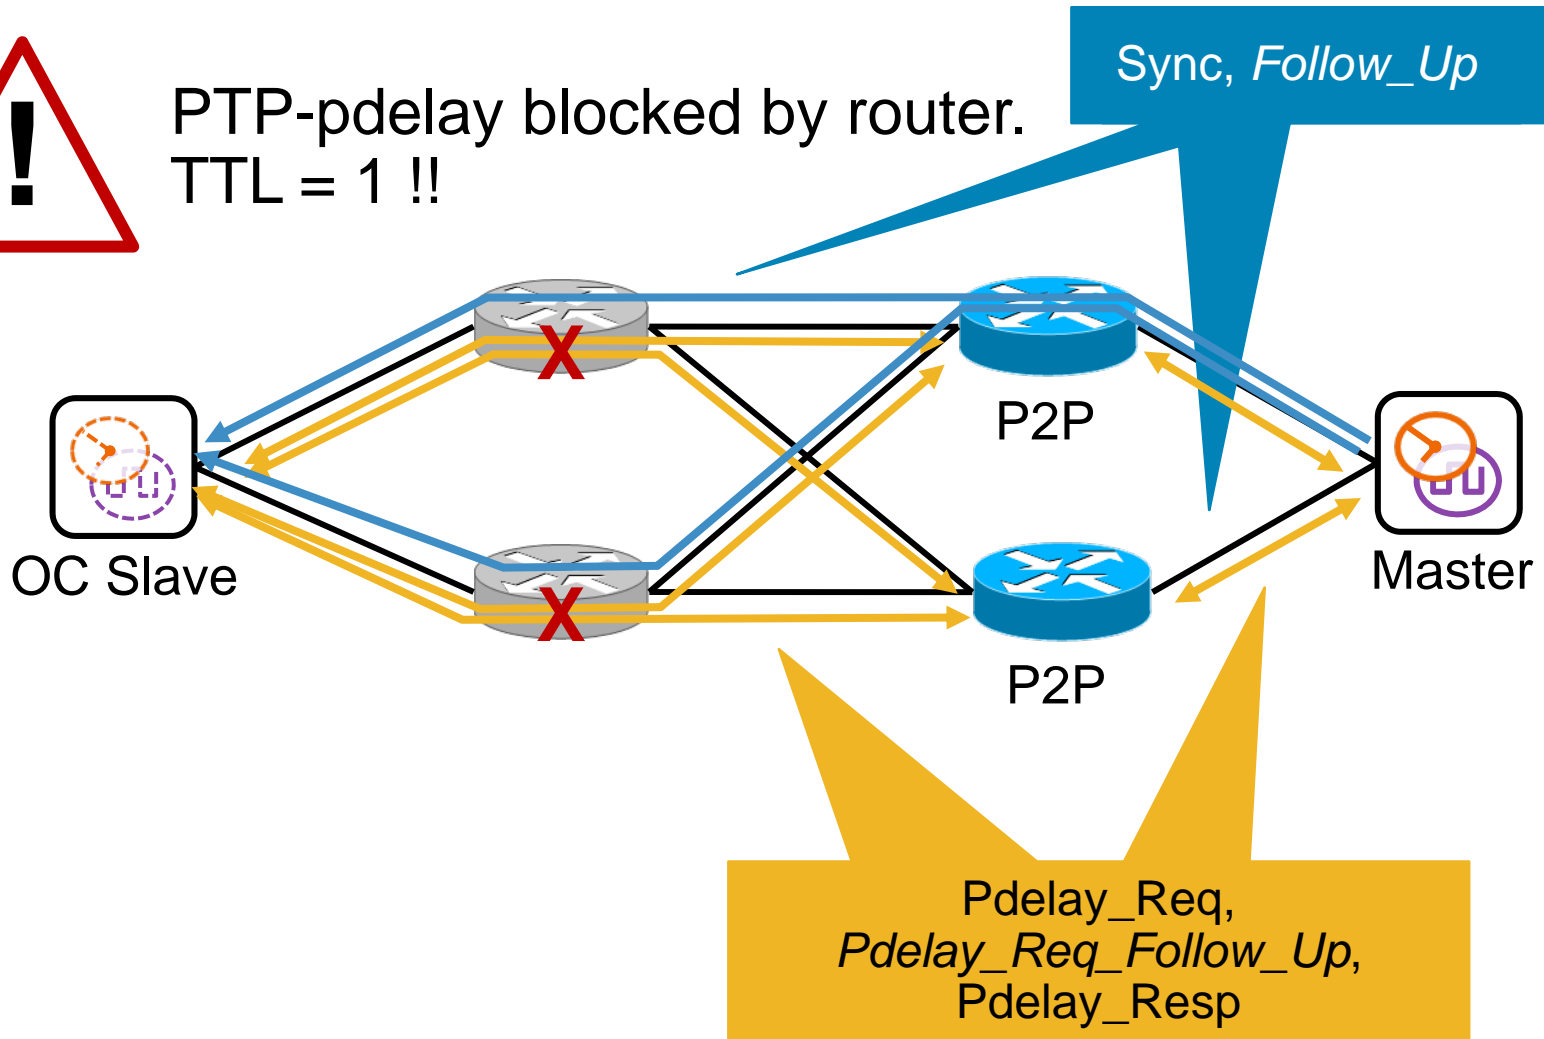 !
PTP-pdelay blocked by router.
TTL = 1 !!
Sync, Follow_Up
X
P2P
OC Slave
Master
X
P2P
Pdelay_Req,
Pdelay_Req_Follow_Up,
Pdelay_Resp